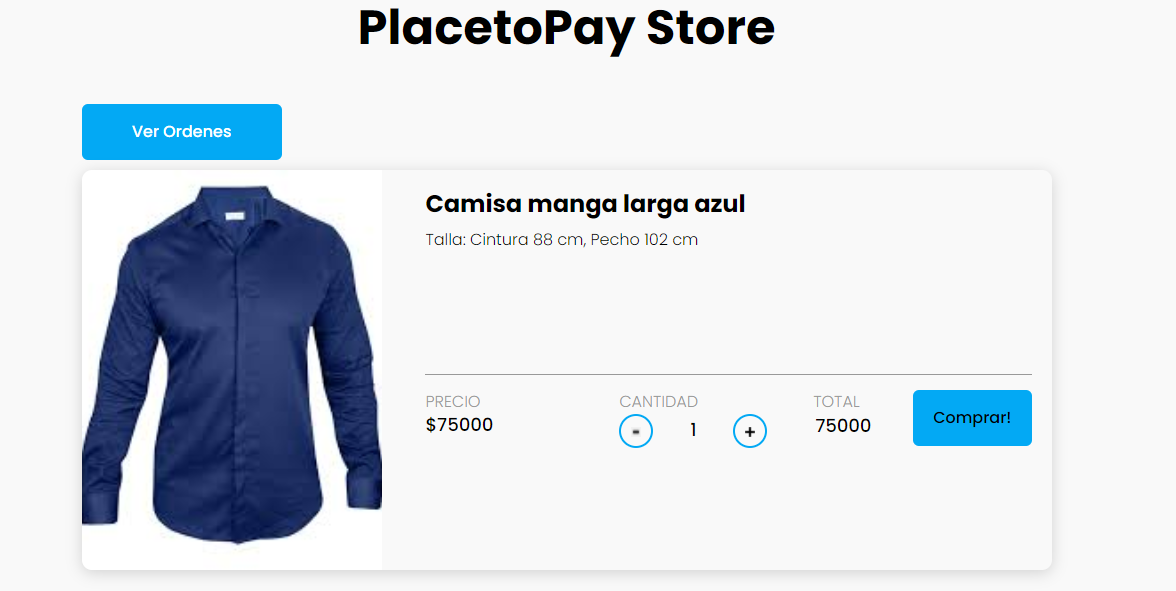 PlacetoPay Store
Ver Ordenes
Camisa manga larga azul
Talla: Cintura 88 cm, Pecho 102 cm
PRECIO CANTIDAD TOTAL
$75000 - 1 + 75000 Comprar!